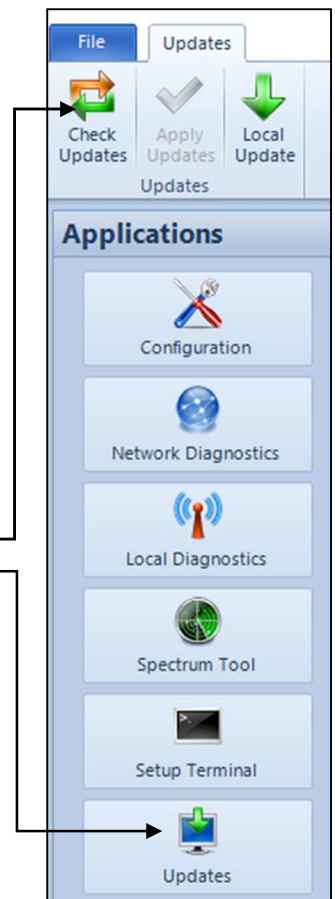 File Updates
Check Updates
Apply Updates
Local Update
Updates
Applications
Configuration
Network Diagnostics
Local Diagnostics
Spectrum Tool
Setup Terminal
Updates